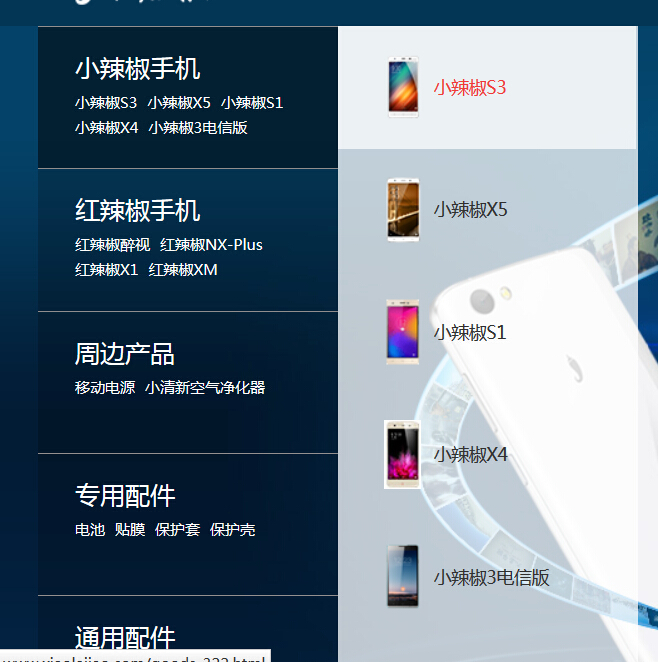 小辣椒手机
小辣椒S3 小辣椒X5 小辣椒S1
小辣椒X4 小辣椒3电信版
红辣椒手机
红辣椒醉视 红辣椒NX-Plus
红辣椒X1 红辣椒XM
周边产品
移动电源 小清新空气净化器
专用配件
电池 贴膜 保护套 保护壳
通用配件
小辣椒S3
小辣椒X5
小辣椒S1
小辣椒X4
小辣椒3电信版